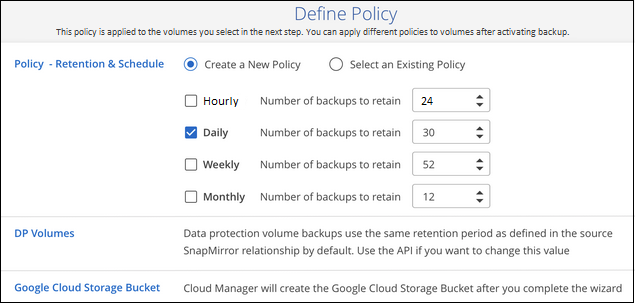 Define Policy
This policy is applied to the volumes you select in the next step. You can apply different policies to volumes after activating backup.
Policy - Retention & Schedule Create a New Policy Select an Existing Policy
Hourly Number of backups to retain 24
Daily Number of backups to retain 30
Weekly Number of backups to retain 52
Monthly Number of backups to retain 12
DP Volumes Data protection volume backups use the same retention period as defined in the source
SnapMirror relationship by default. Use the API if you want to change this value
Google Cloud Storage Bucket Cloud Manager will create the Google Cloud Storage Bucket after you complete the wizard